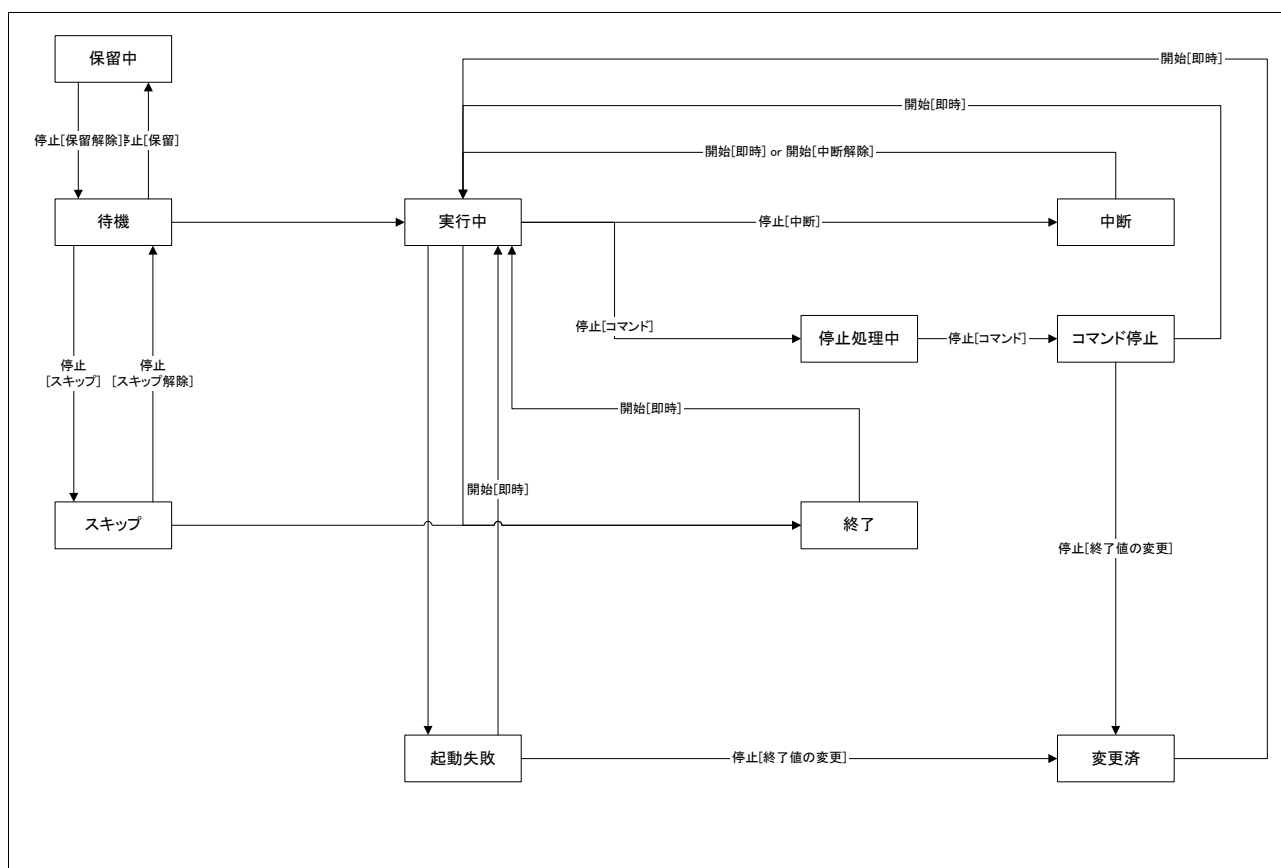 保留中
開始[即時]
開始[即時]
停止[保留解除]
停止[保留]
開始[即時] or 開始[中断解除]
待機
実行中
停止[中断]
中断
停止[コマンド]
停止処理中
停止[コマンド]
コマンド停止
停止
[スキップ]
停止
[スキップ解除]
開始[即時]
開始[即時]
スキップ
終了
停止[終了値の変更]
起動失敗
停止[終了値の変更]
変更済